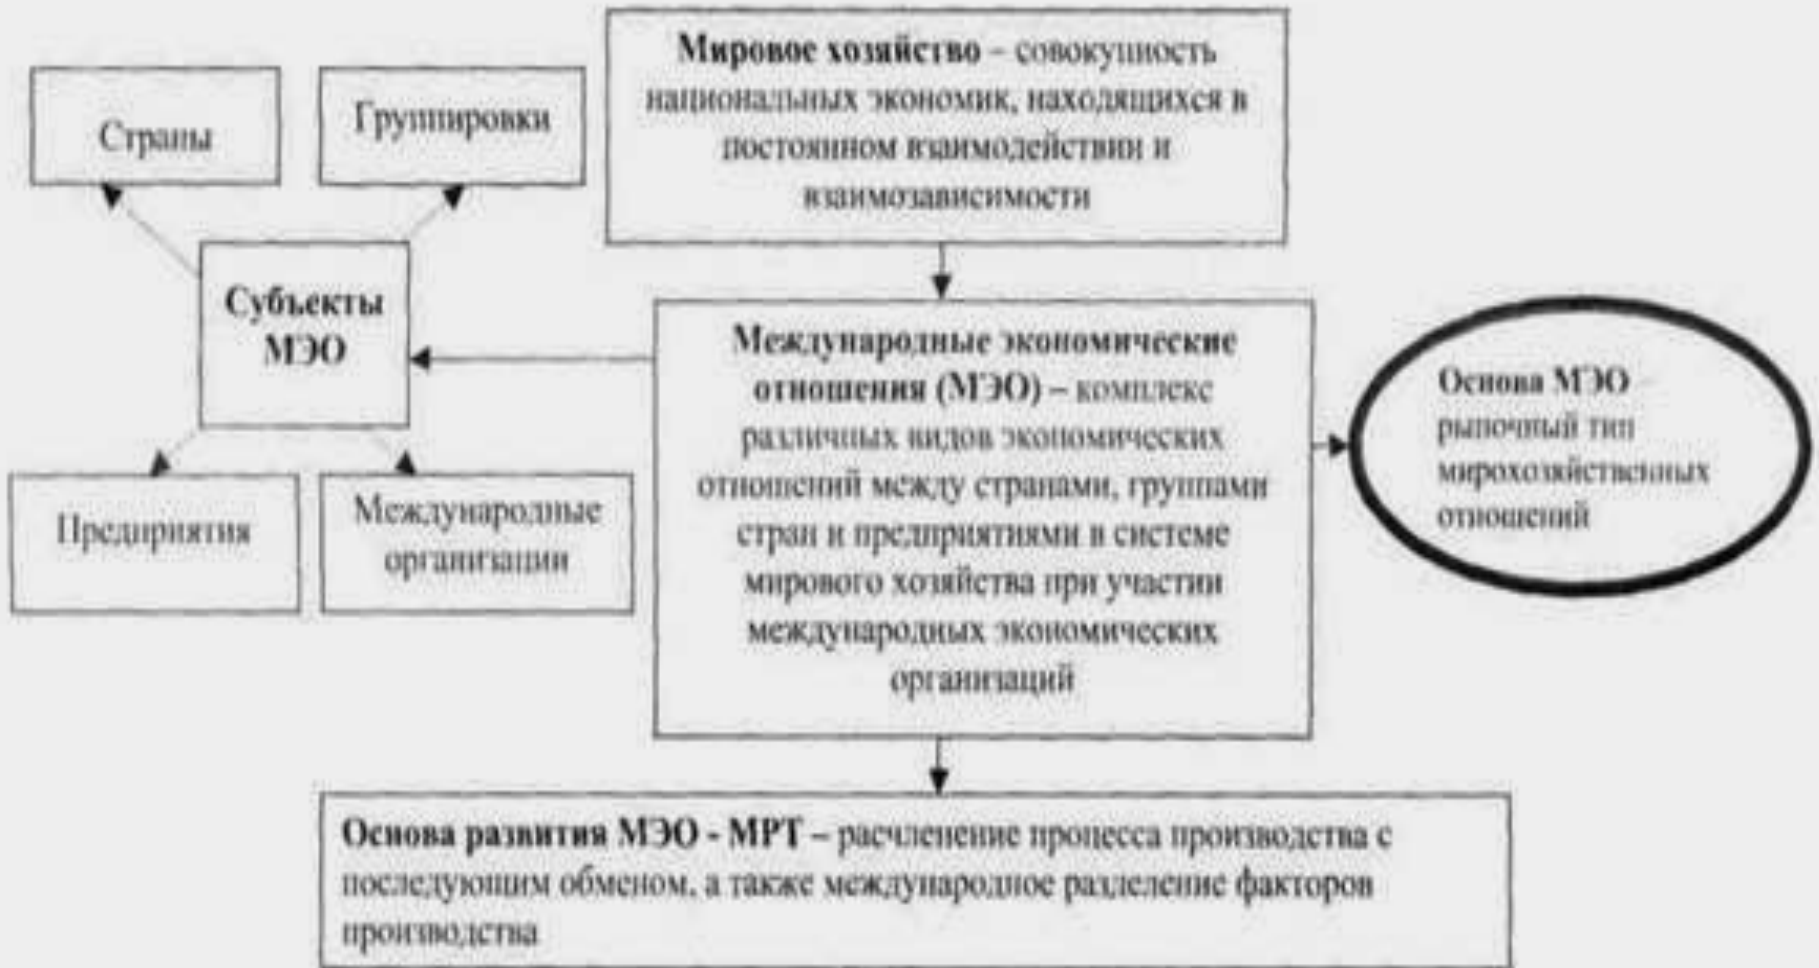 Мировое хозяйство – совокупность
национальных экономик, находящихся в
постоянном взаимодействии и
взаимозависимости
Страны
Группировки
Субъекты
МЭО
Предприятия
Международные
организации
Международные экономические
отношения (МЭО) – комплекс
различных видов экономических
отношений между странами, группами
стран и предприятиями в системе
мирового хозяйства при участии
международных экономических
организаций
Основа МЭО –
рыночный тип
мирохозяйственных
отношений
Основа развития МЭО - МРТ – расчленение процесса производства с
последующим обменом, а также международное разделение факторов
производства